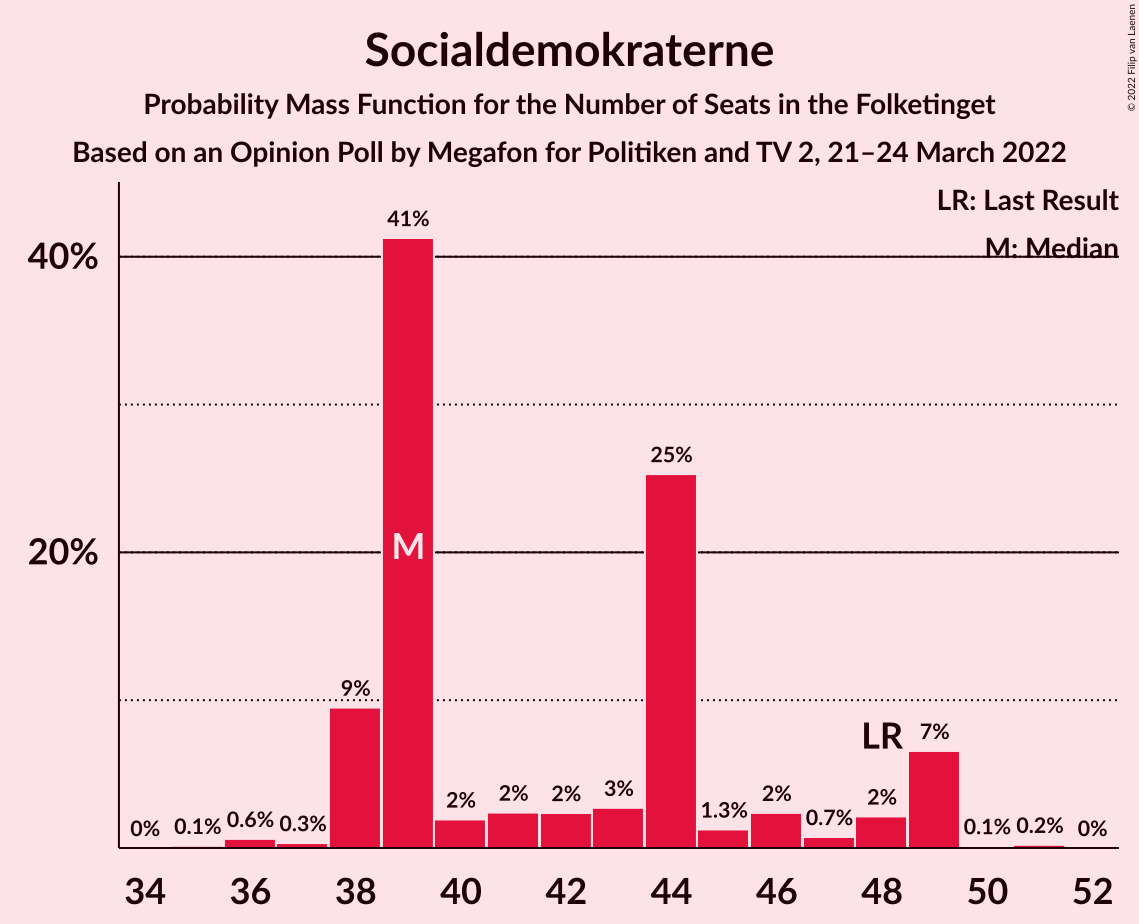 Socialdemokraterne
Probability Mass Function for the Number of Seats in the Folketinget
Based on an Opinion Poll by Megafon for Politiken and TV 2, 21–24 March 2022
© 2022 Filip van Laenen
LR: Last Result
M: Median
40%
20%
0%
0.1%
0.6%
0.3%
9%
41%
M
2%
2%
2%
3%
25%
1.3%
2%
0.7%
2%
LR
7%
0.1%
0.2%
0%
34 36 38 40 42 44 46 48 50 52